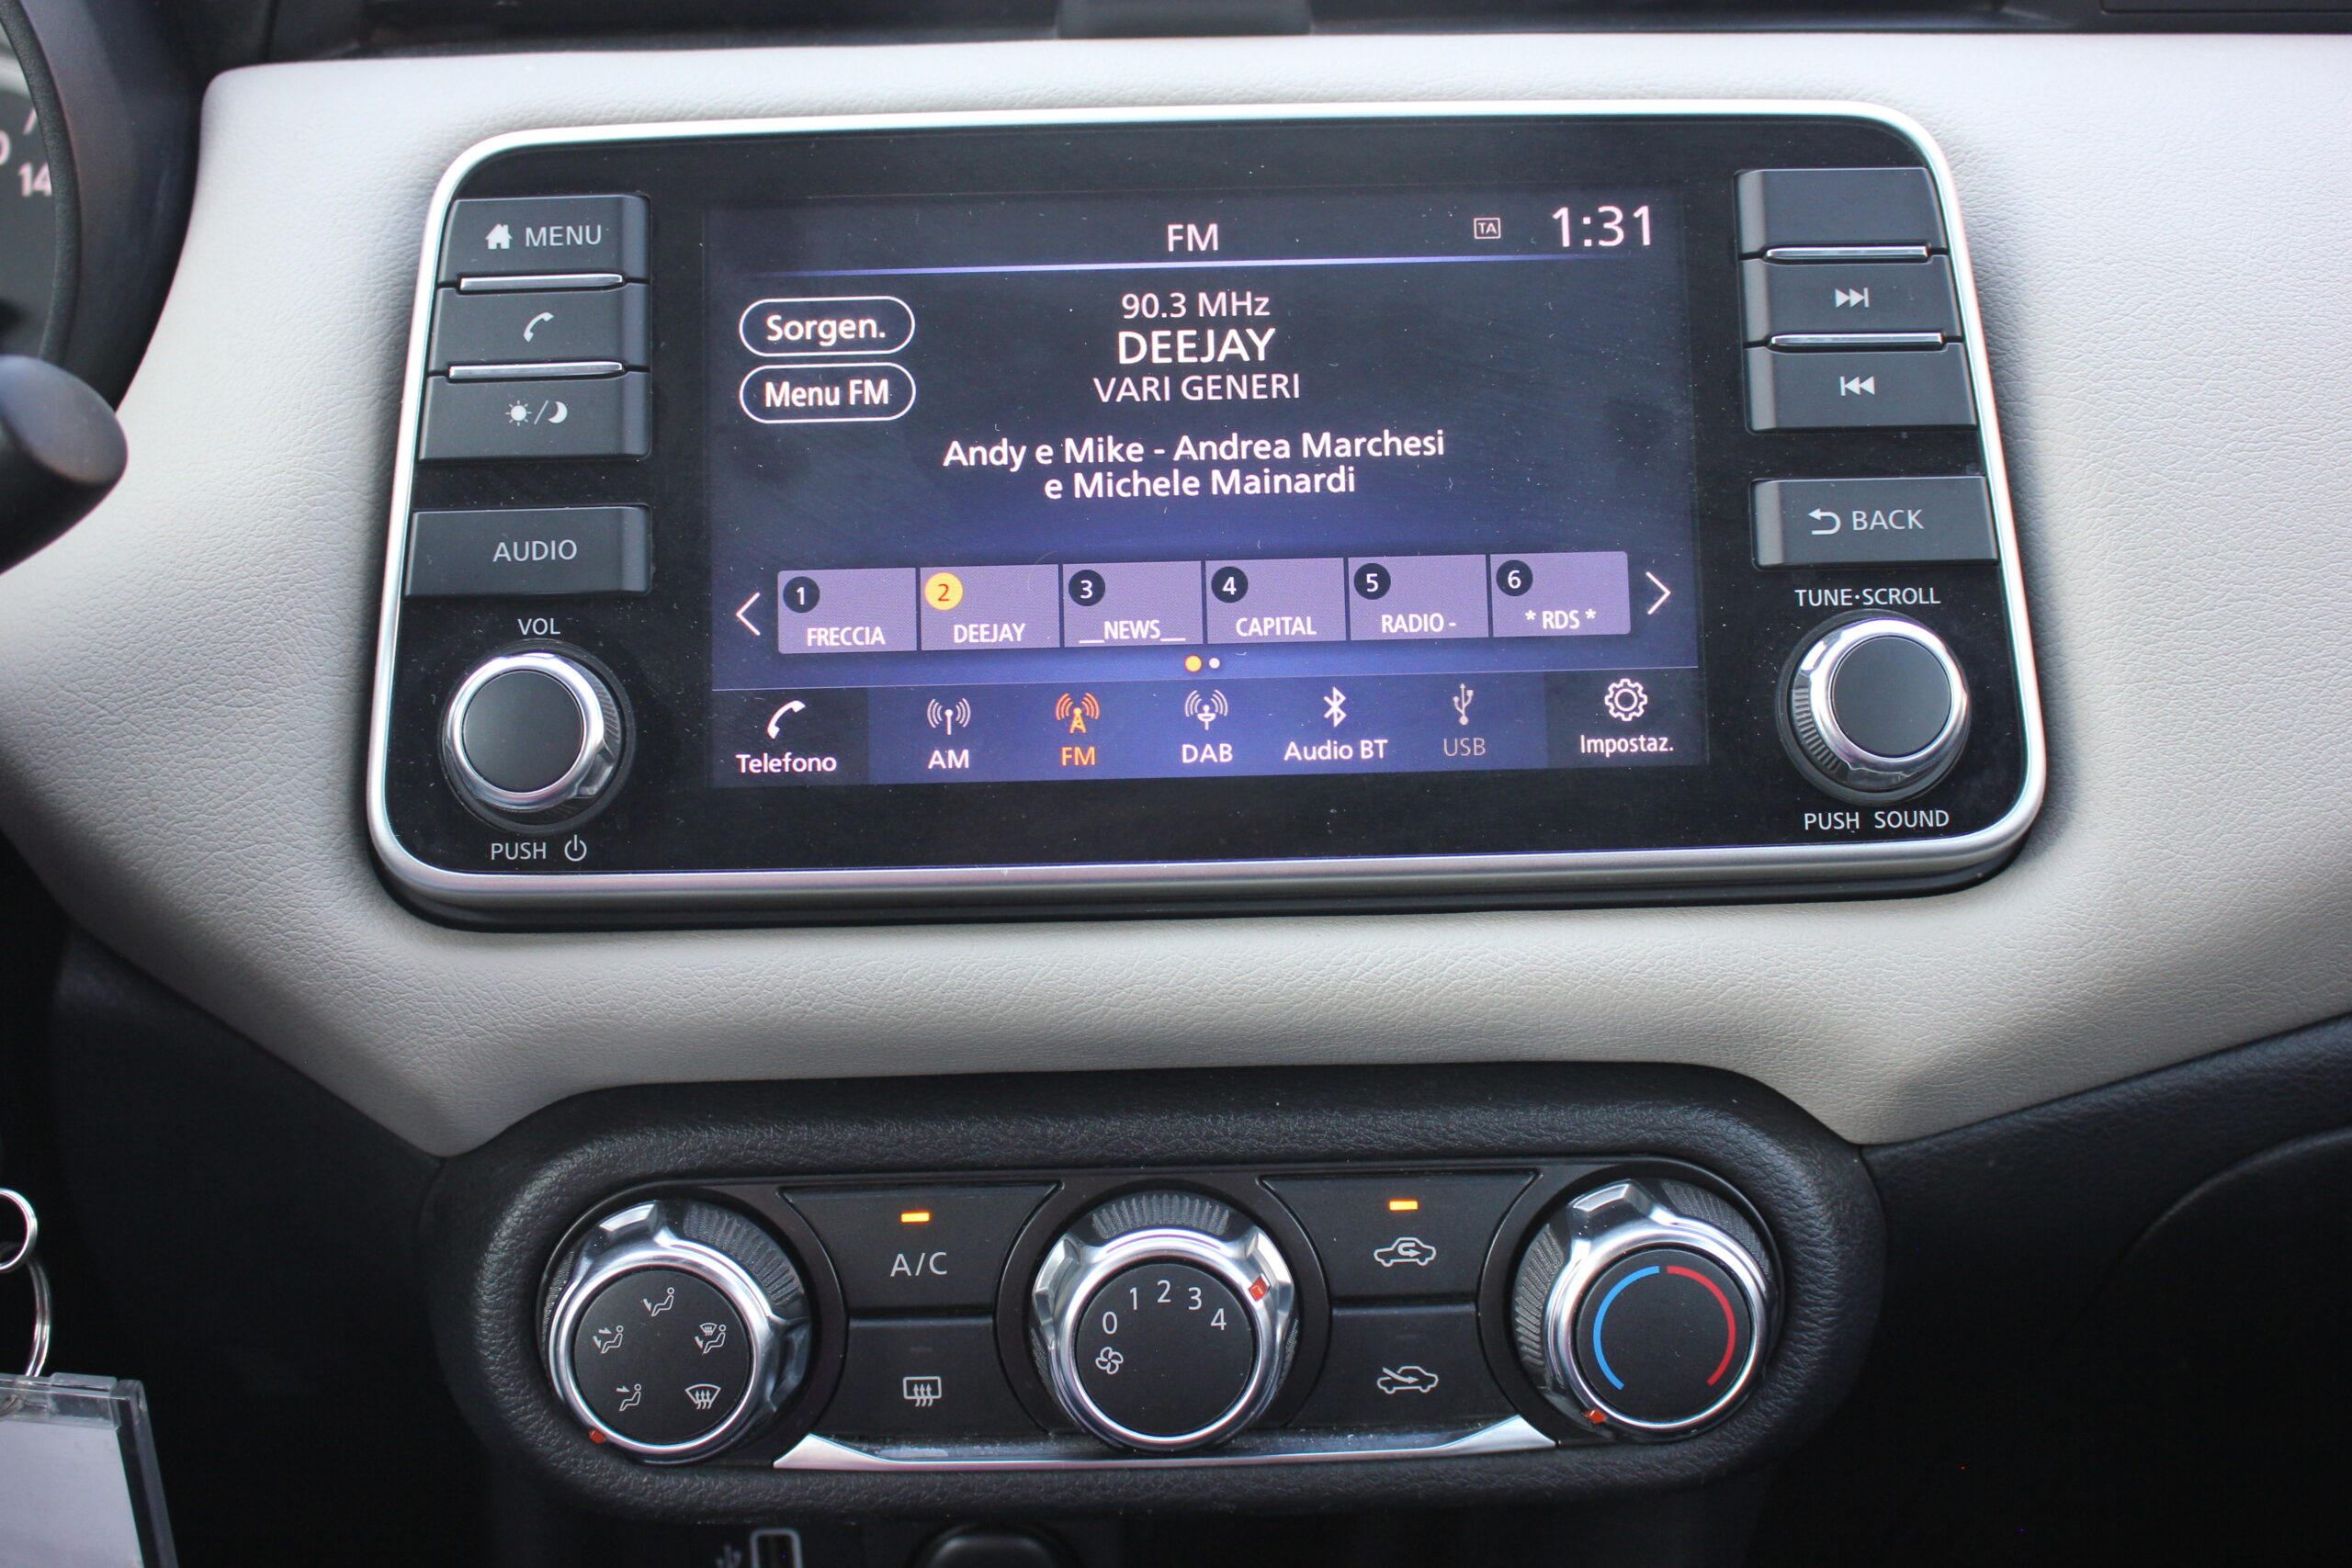 14
MENU
AUDIO
VOL
PUSH
FM
TA
1:31
Sorgen.
Menu FM
90.3 MHz
DEEJAY
VARI GENERI
Andy e Mike - Andrea Marchesi
e Michele Mainardi
1 FRECCIA
2 DEEJAY
3 __NEWS__
4 CAPITAL
5 RADIO -
6 * RDS *
Telefono
AM
FM
DAB
Audio BT
USB
Impostaz.
BACK
TUNE·SCROLL
PUSH SOUND
A/C
0 1 2 3 4